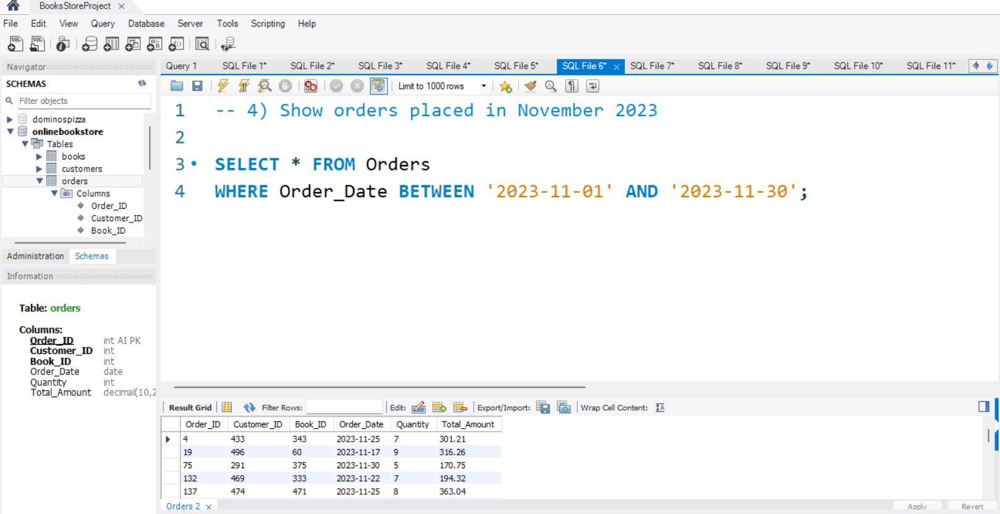 BooksStoreProject
File Edit View Query Database Server Tools Scripting Help
Navigator
SCHEMAS
Filter objects
dominospizza
onlinebookstore
Tables
books
customers
orders
Columns
Order_ID
Customer_ID
Book_ID
Administration Schemas
Information
Table: orders
Columns:
Order_ID int AI PK
Customer_ID int
Book_ID int
Order_Date date
Quantity int
Total_Amount decimal(10,2
Query 1 SQL File 1* SQL File 2* SQL File 3* SQL File 4* SQL File 5* SQL File 6* SQL File 7* SQL File 8* SQL File 9* SQL File 10* SQL File 11*
Limit to 1000 rows
1 -- 4) Show orders placed in November 2023
2
3 SELECT * FROM Orders
4 WHERE Order_Date BETWEEN '2023-11-01' AND '2023-11-30';
Result Grid Filter Rows: Edit: Export/Import: Wrap Cell Content:
Order_ID Customer_ID Book_ID Order_Date Quantity Total_Amount
4 433 343 2023-11-25 7 301.21
19 496 60 2023-11-17 9 316.26
75 291 375 2023-11-30 5 170.75
132 469 333 2023-11-22 7 194.32
137 474 471 2023-11-25 8 363.04
Orders 2
Apply Revert